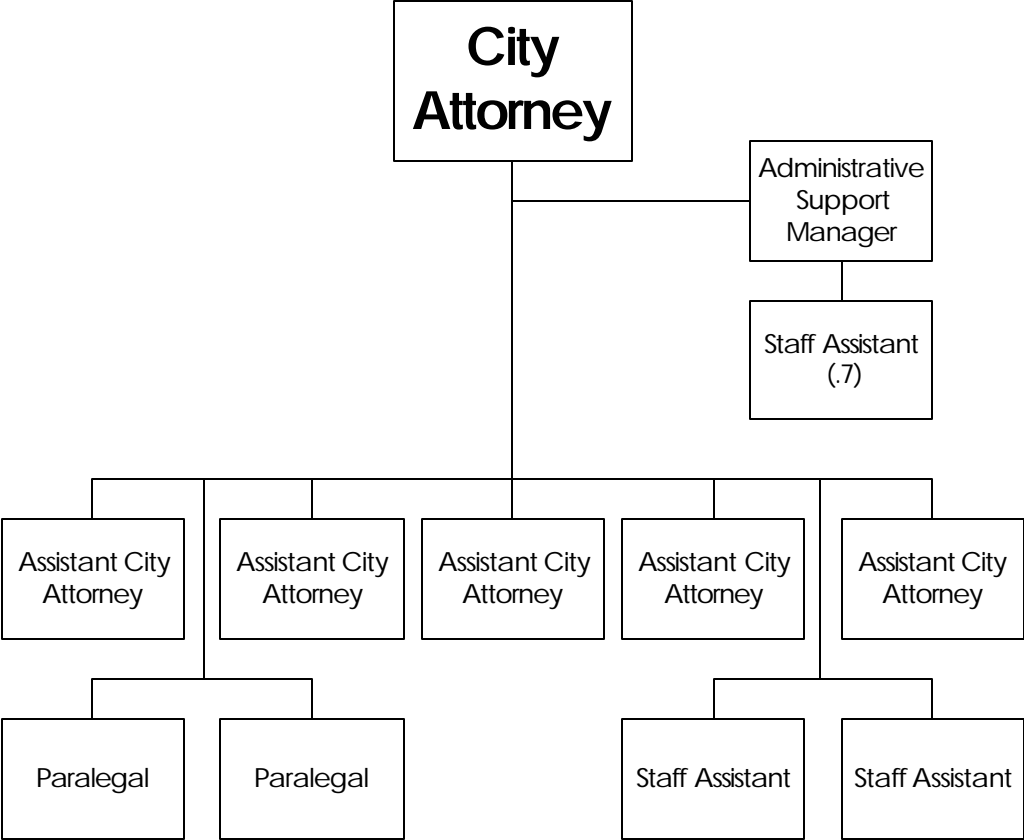 City
Attorney
Administrative
Support
Manager
Staff Assistant
(.7)
Assistant City
Attorney
Assistant City
Attorney
Assistant City
Attorney
Assistant City
Attorney
Assistant City
Attorney
Paralegal
Paralegal
Staff Assistant
Staff Assistant